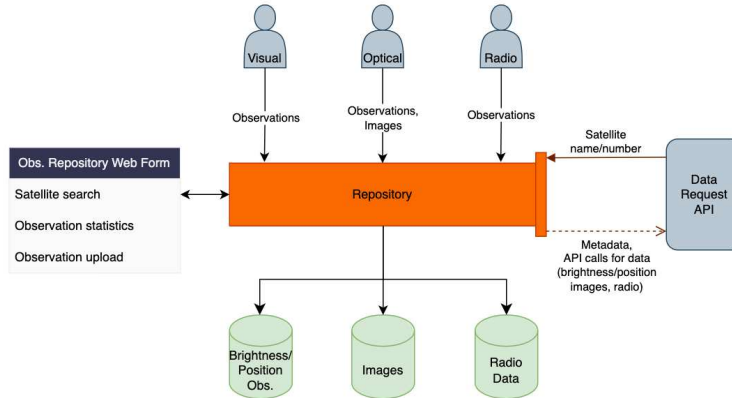 Visual
Optical
Radio
Observations
Observations,
Images
Observations
Obs. Repository Web Form
Satellite search
Observation statistics
Observation upload
Repository
Satellite
name/number
Data
Request
API
Metadata,
API calls for data
(brightness/position
images, radio)
Brightness/
Position
Obs.
Images
Radio
Data